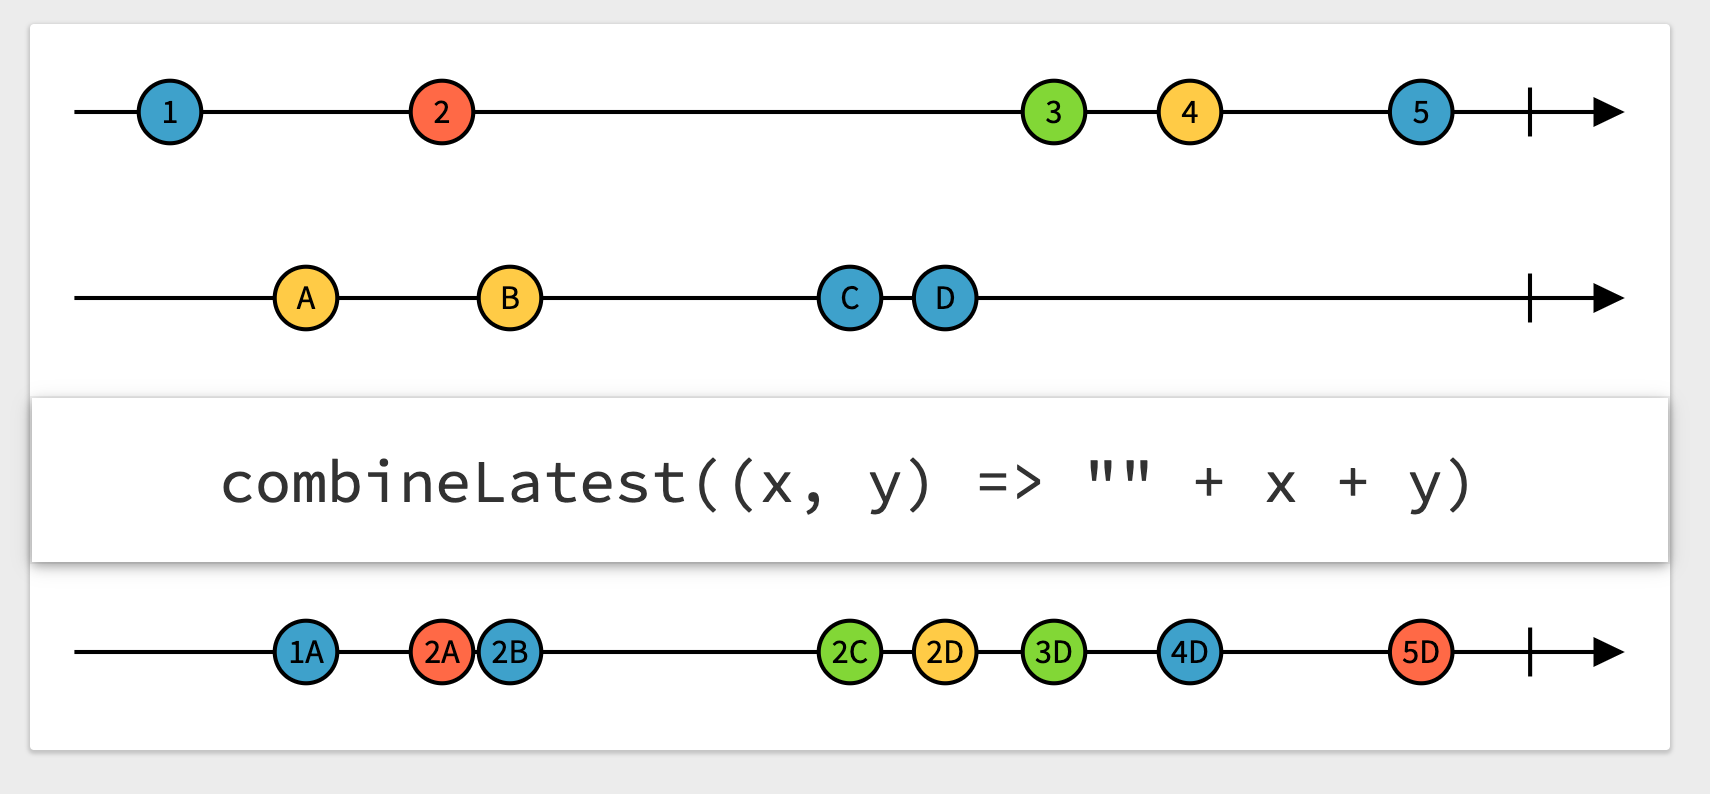 1 2 3 4 5
A B C D
combineLatest((x, y) => "" + x + y)
1A 2A 2B 2C 2D 3D 4D 5D